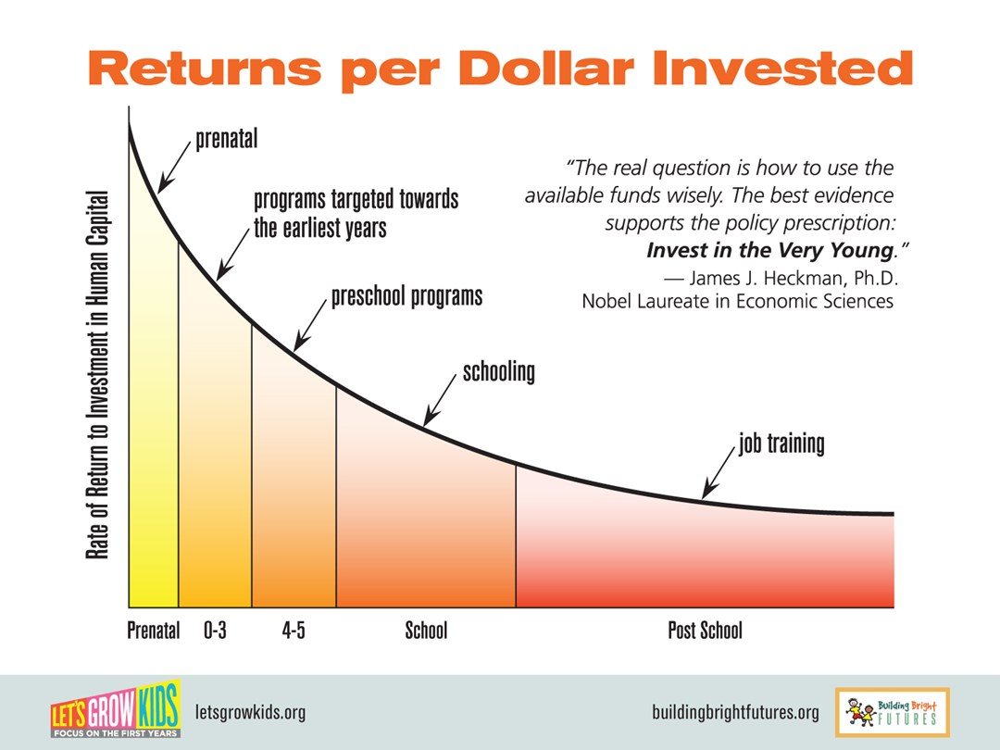 Returns per Dollar Invested
prenatal
programs targeted towards
the earliest years
preschool programs
schooling
job training
“The real question is how to use the
available funds wisely. The best evidence
supports the policy prescription:
Invest in the Very Young.”
— James J. Heckman, Ph.D.
Nobel Laureate in Economic Sciences
Rate of Return to Investment in Human Capital
Prenatal
0-3
4-5
School
Post School
LET'S GROW KIDS
FOCUS ON THE FIRST YEARS
letsgrowkids.org
buildingbrightfutures.org
Building Bright
FUTURES